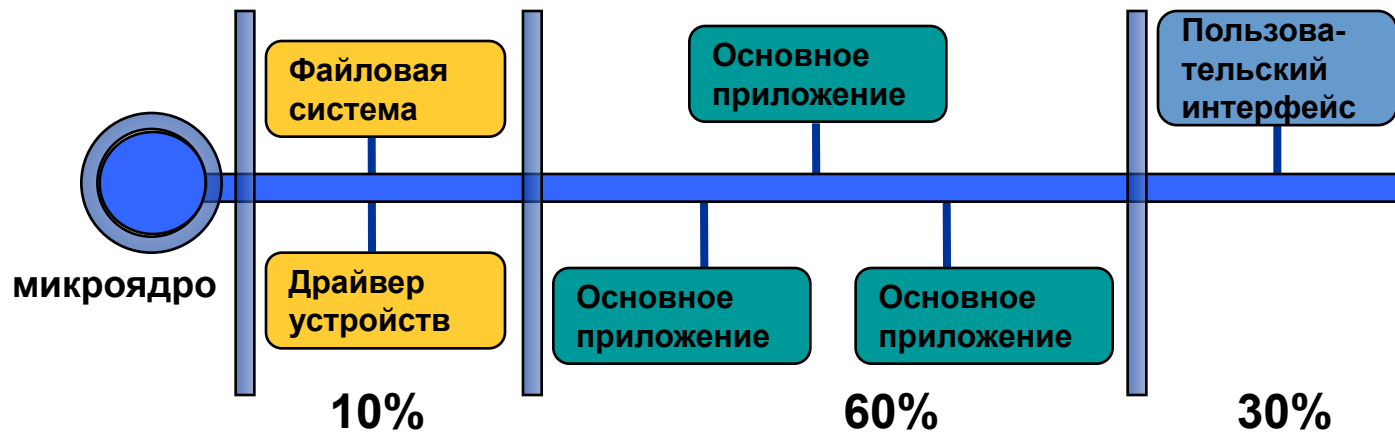 Файловая
система
Основное
приложение
Пользова-
тельский
интерфейс
микроядро
Драйвер
устройств
Основное
приложение
Основное
приложение
10%
60%
30%